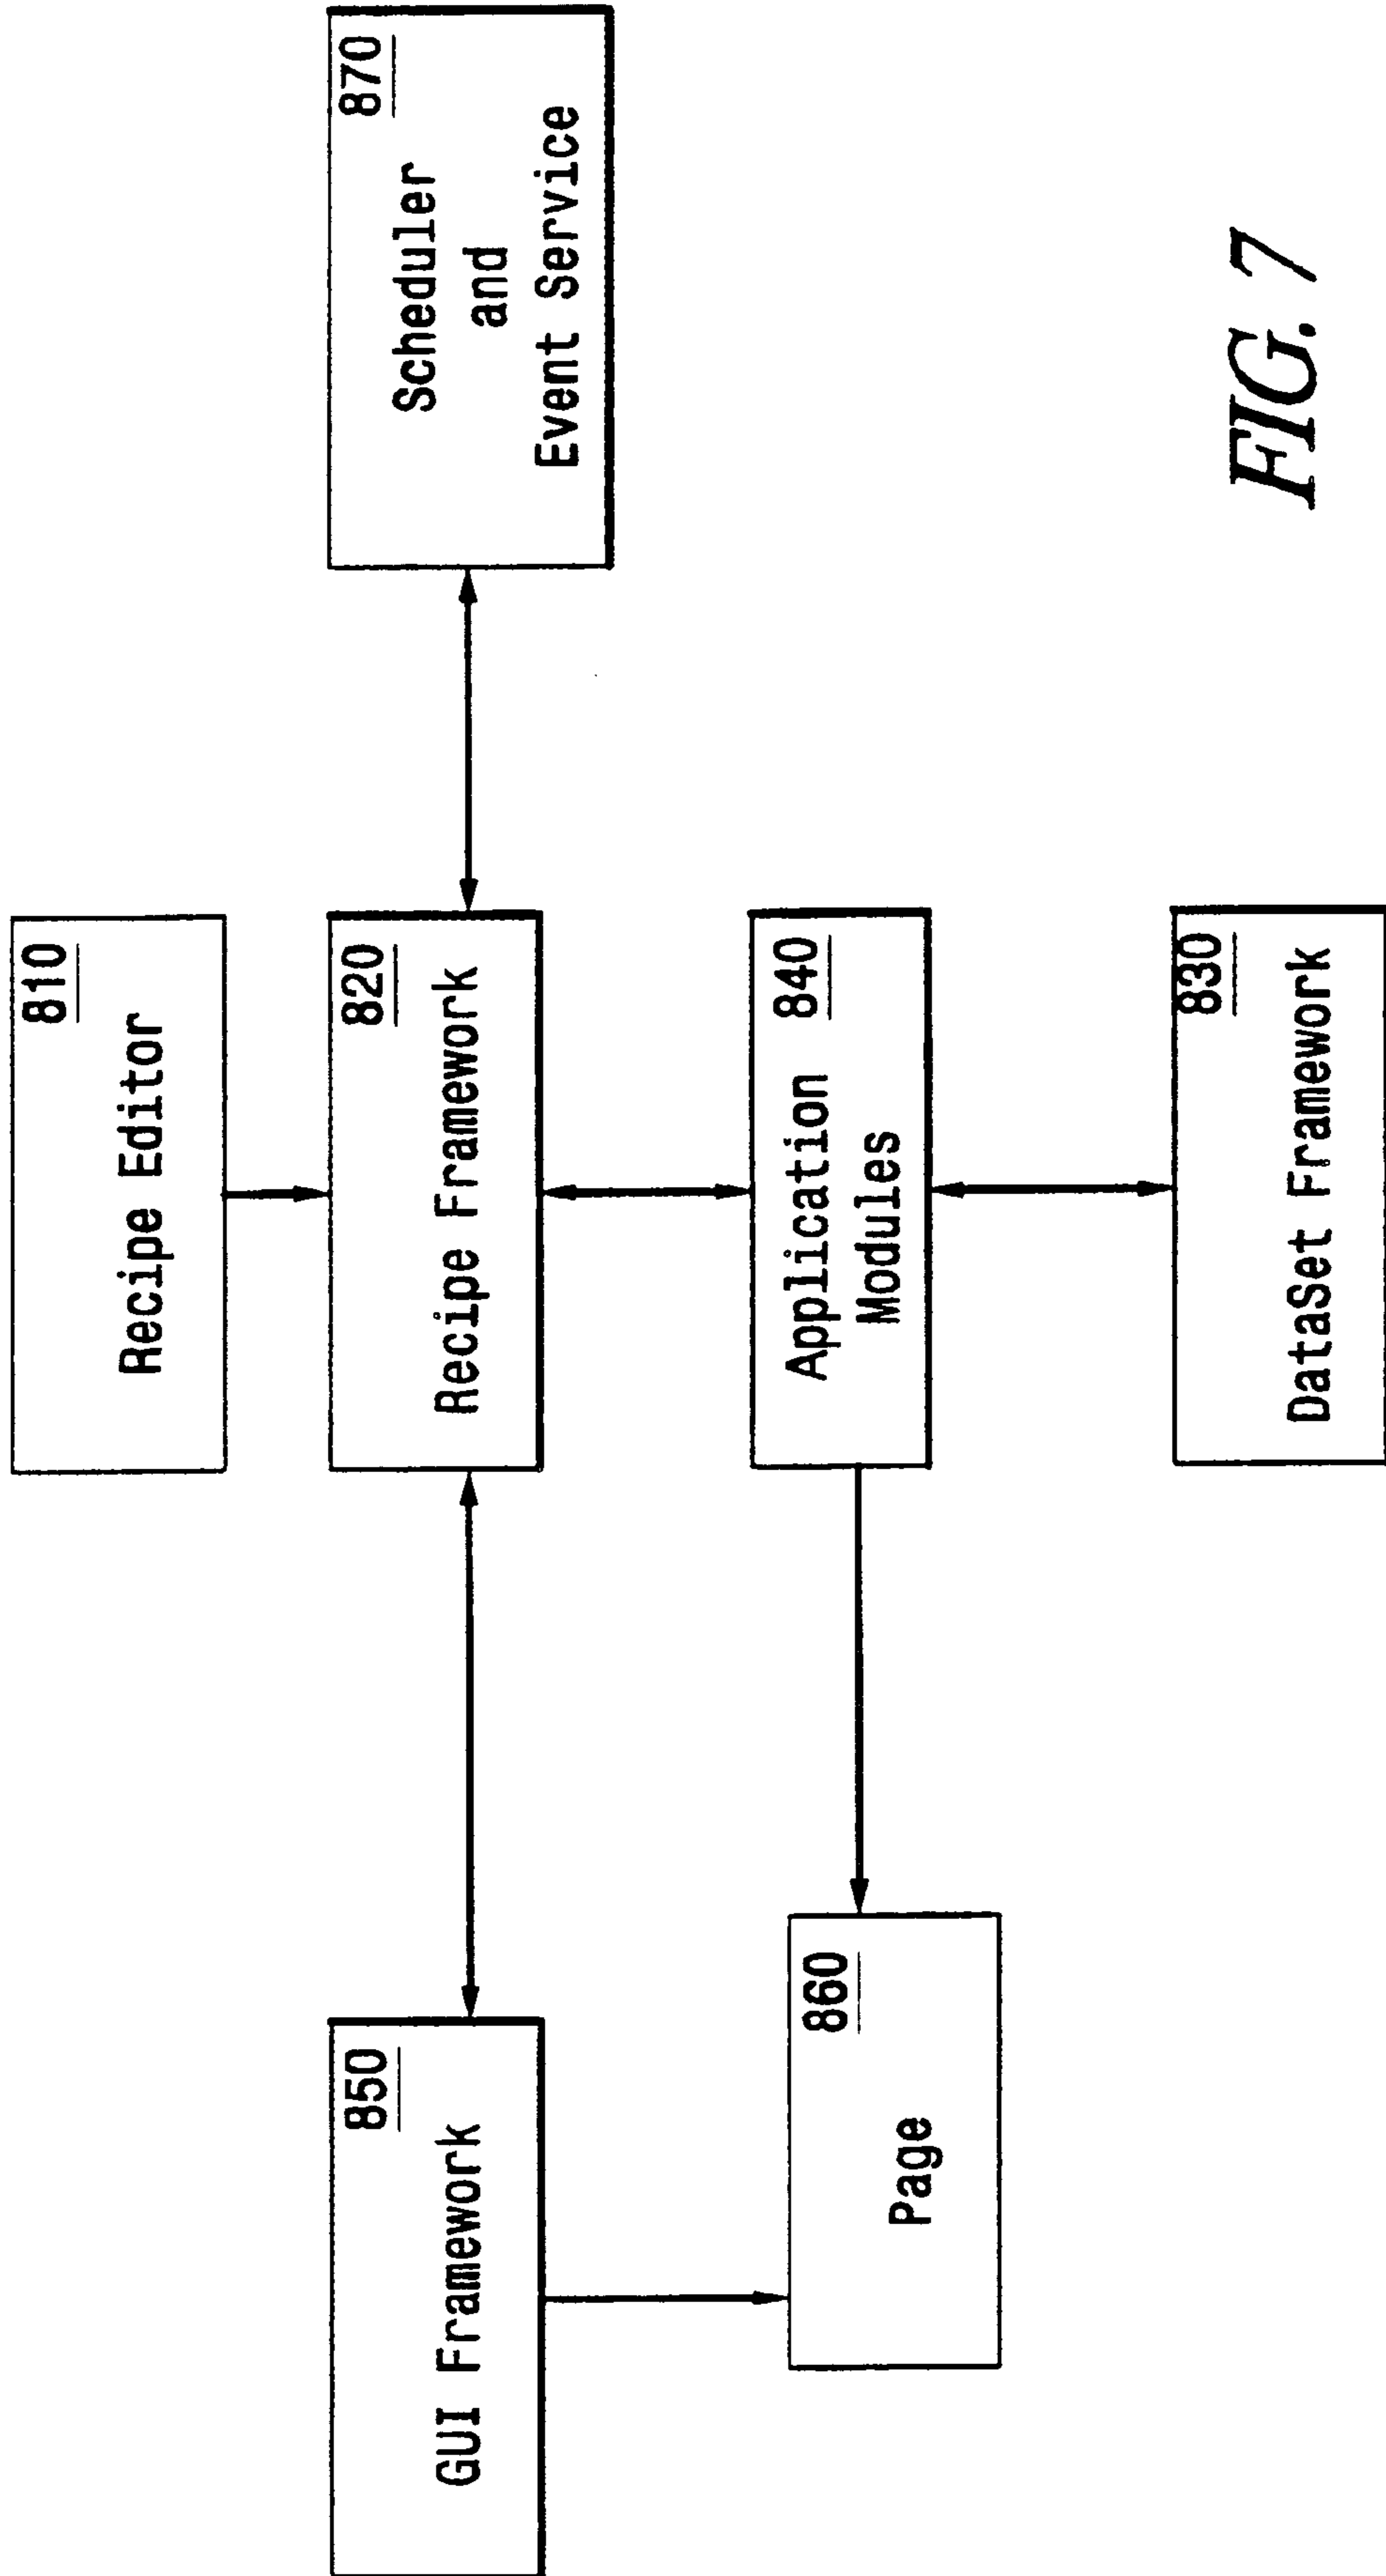 810
Recipe Editor
850
GUI Framework
820
Recipe Framework
870
Scheduler
and
Event Service
860
Page
840
Application
Modules
830
DataSet Framework
FIG. 7